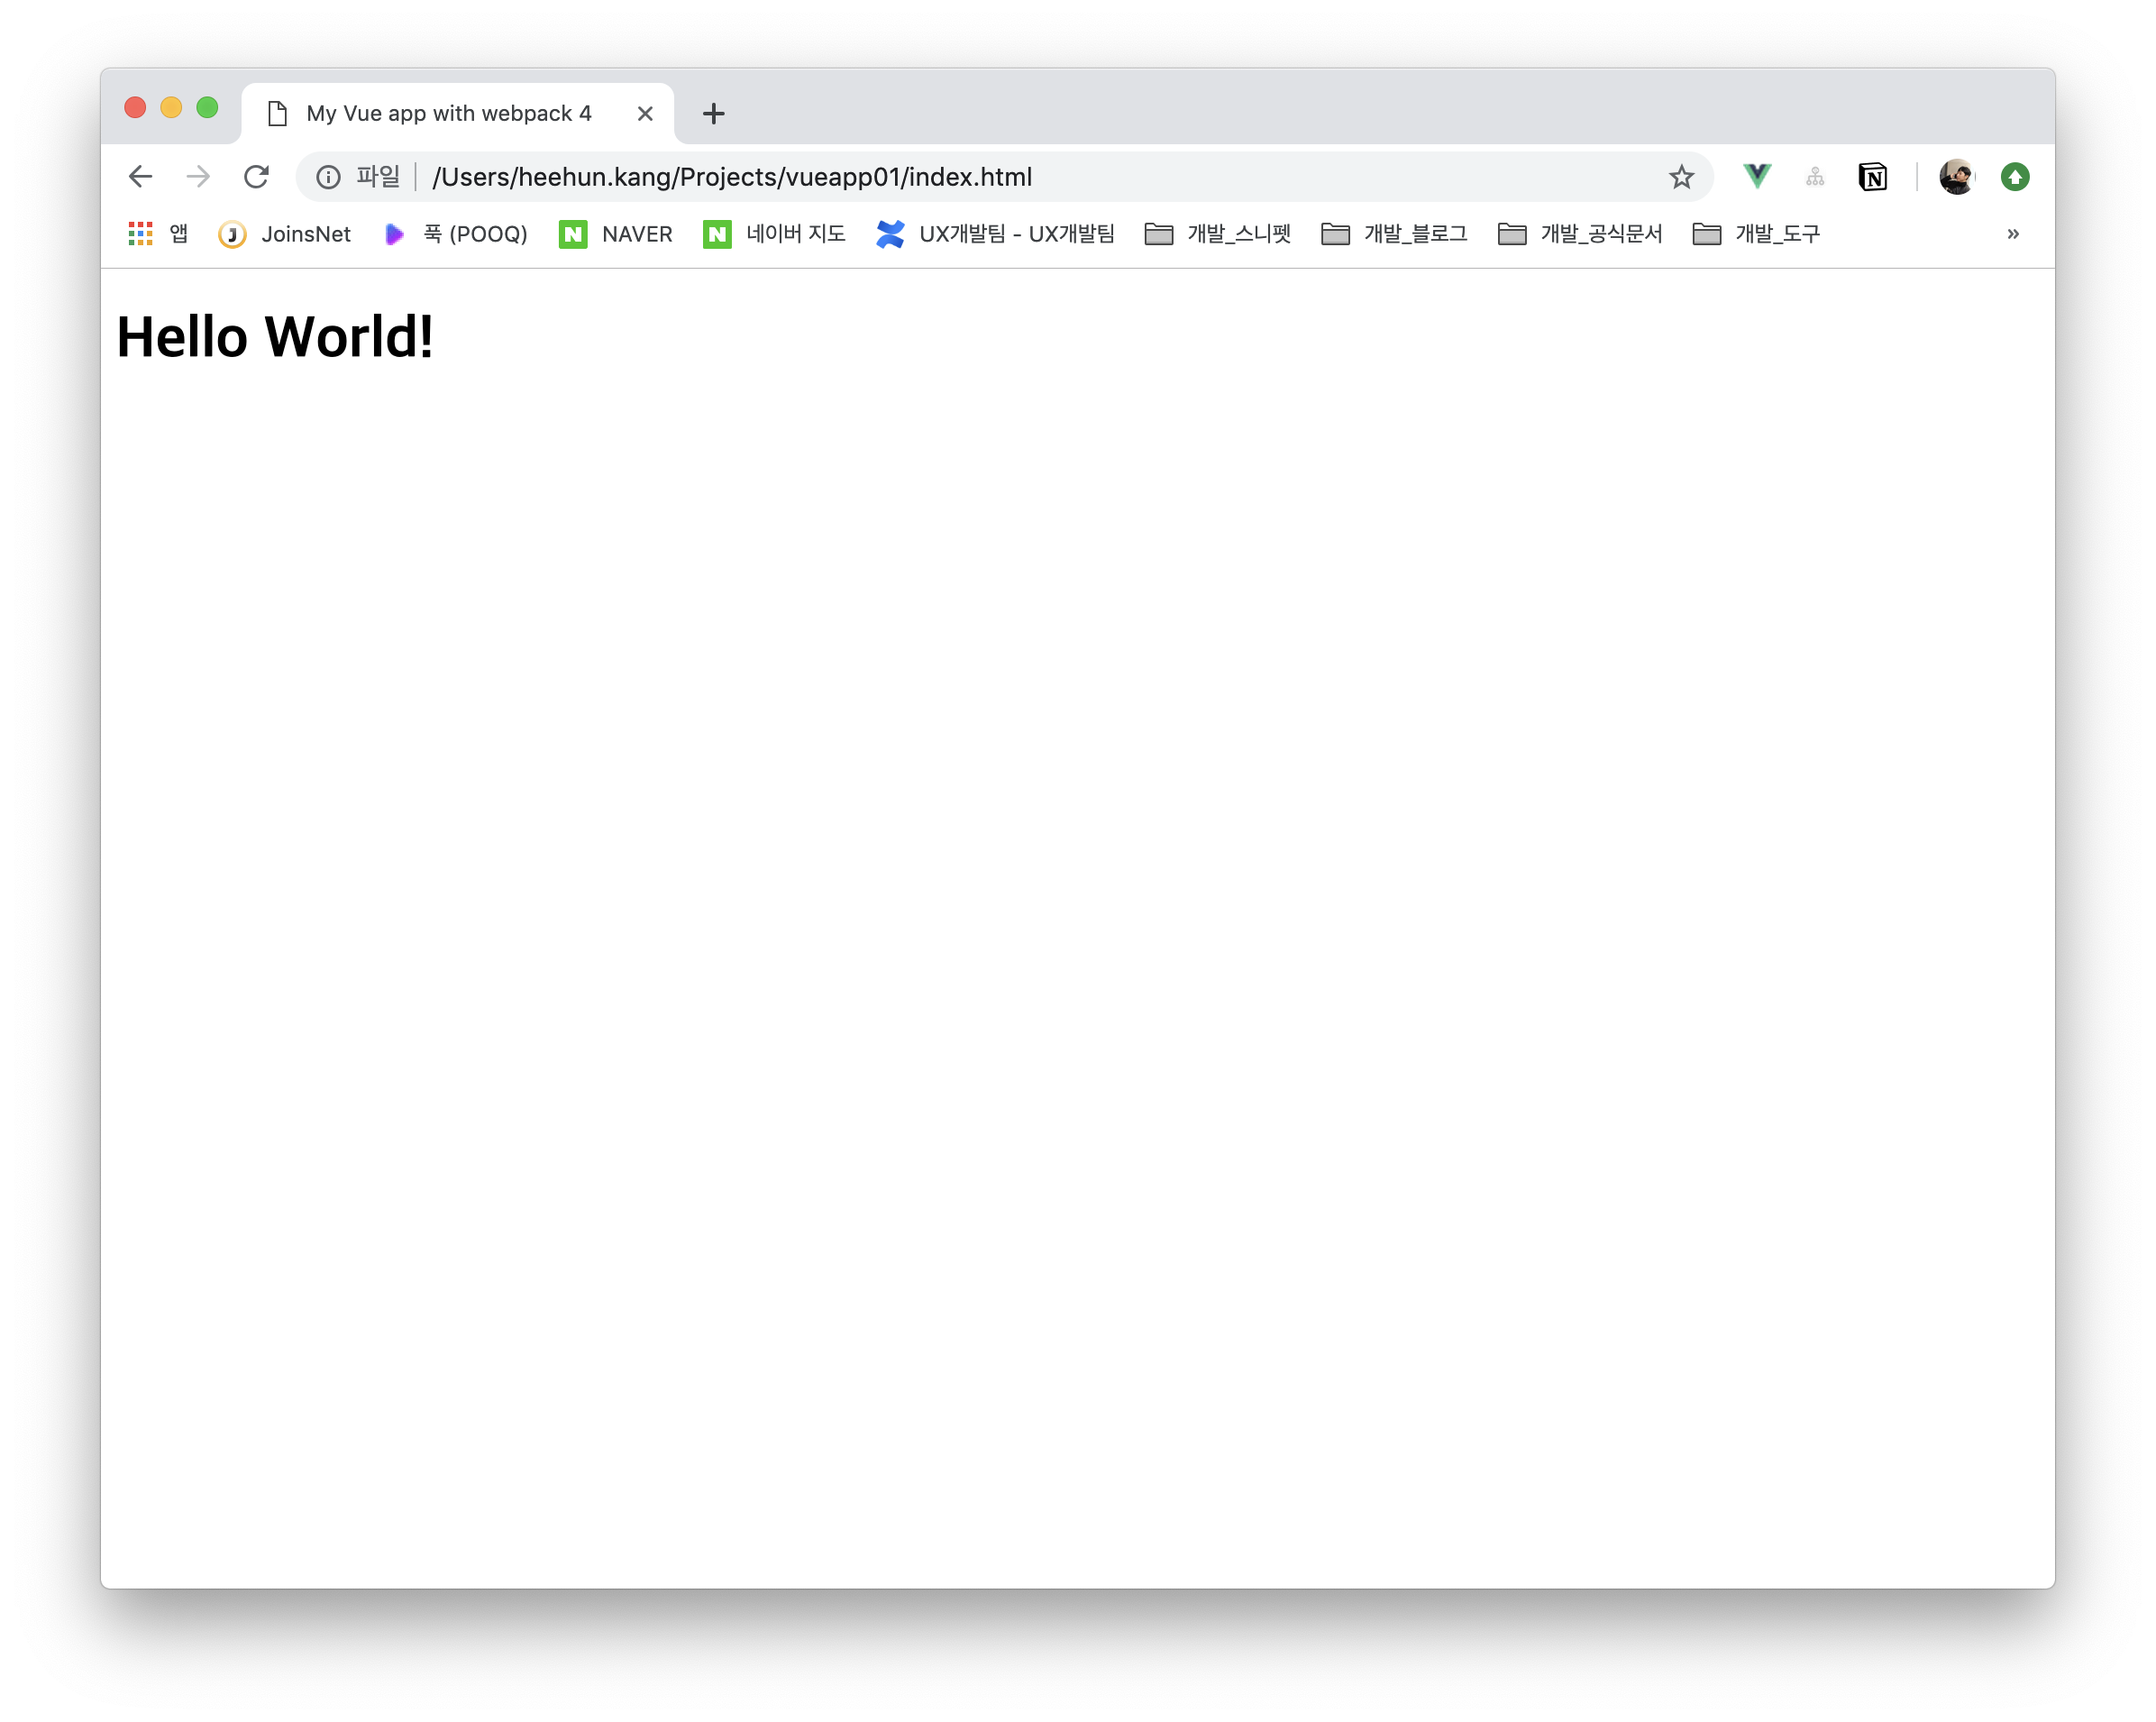 My Vue app with webpack 4
파일 /Users/heehun.kang/Projects/vueapp01/index.html
앱 JoinsNet 푹 (POOQ) NAVER 네이버 지도 UX개발팀 - UX개발팀 개발_스니펫 개발_블로그 개발_공식문서 개발_도구 »
Hello World!